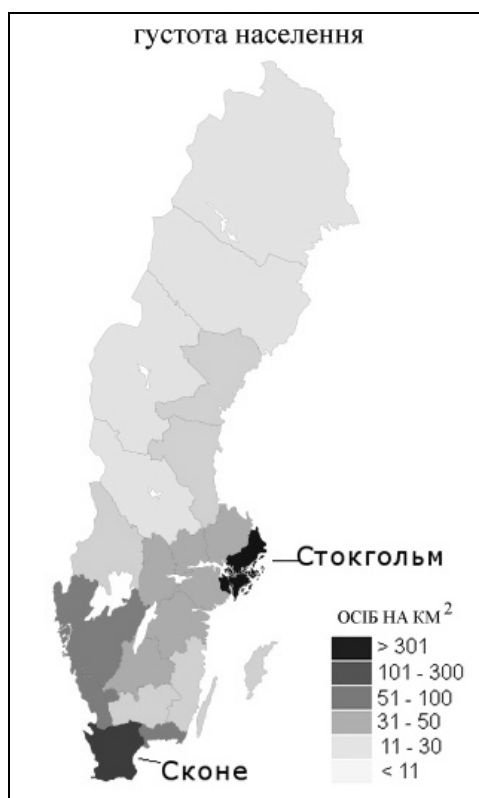 густота населення
Стокгольм
ОСІБ НА КМ²
> 301
101 - 300
51 - 100
31 - 50
11 - 30
< 11
Сконе